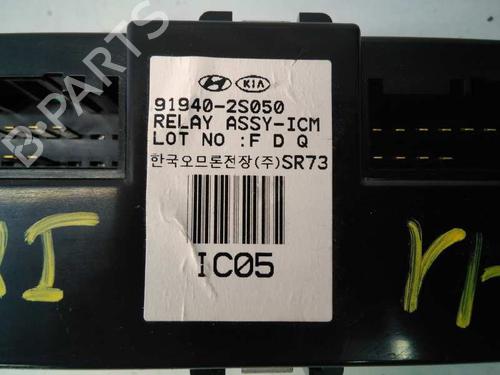 B-PARTS
KIA
91940-2S050
RELAY ASSY-ICM
LOT NO :F D Q
한국오므론전장(주)SR73
IC05